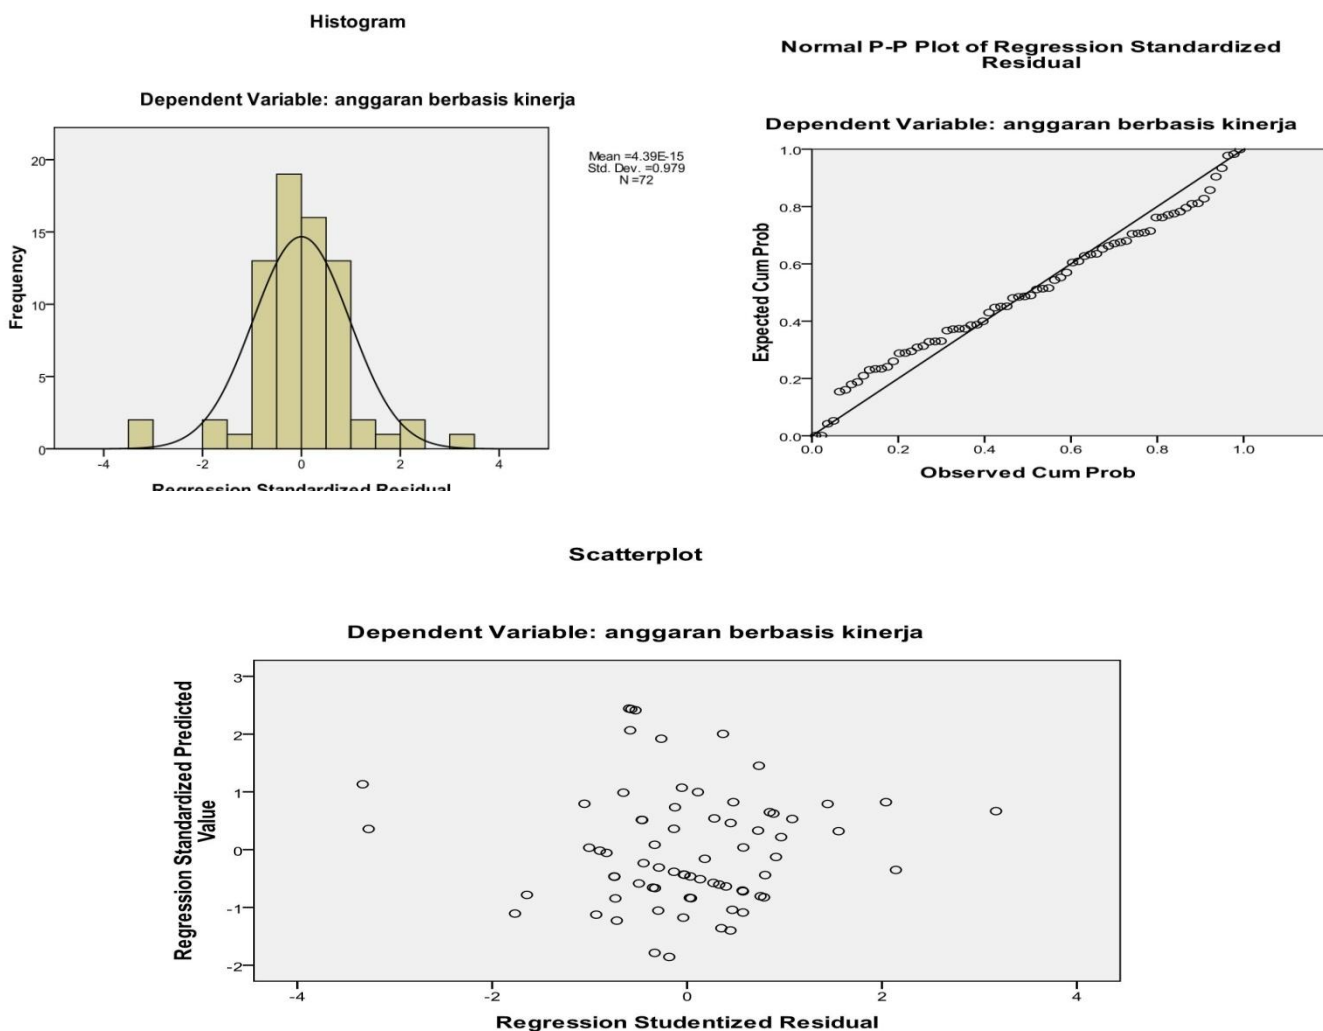 Histogram
Dependent Variable: anggaran berbasis kinerja
Mean =4.39E-15
Std. Dev. =0.979
N =72
Frequency
20
15
10
5
0
-4
-2
0
2
4
Regression Standardized Residual
Normal P-P Plot of Regression Standardized
Residual
Dependent Variable: anggaran berbasis kinerja
Expected Cum Prob
1.0
0.8
0.6
0.4
0.2
0.0
0.0
0.2
0.4
0.6
0.8
1.0
Observed Cum Prob
Scatterplot
Dependent Variable: anggaran berbasis kinerja
Regression Standardized Predicted
Value
3
2
1
0
-1
-2
-4
-2
0
2
4
Regression Studentized Residual